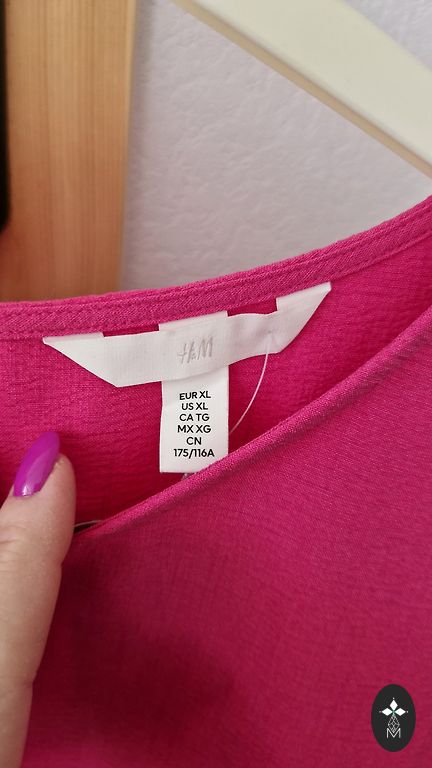 H&M
EUR XL
US XL
CA TG
MX XG
CN
175/116A
M